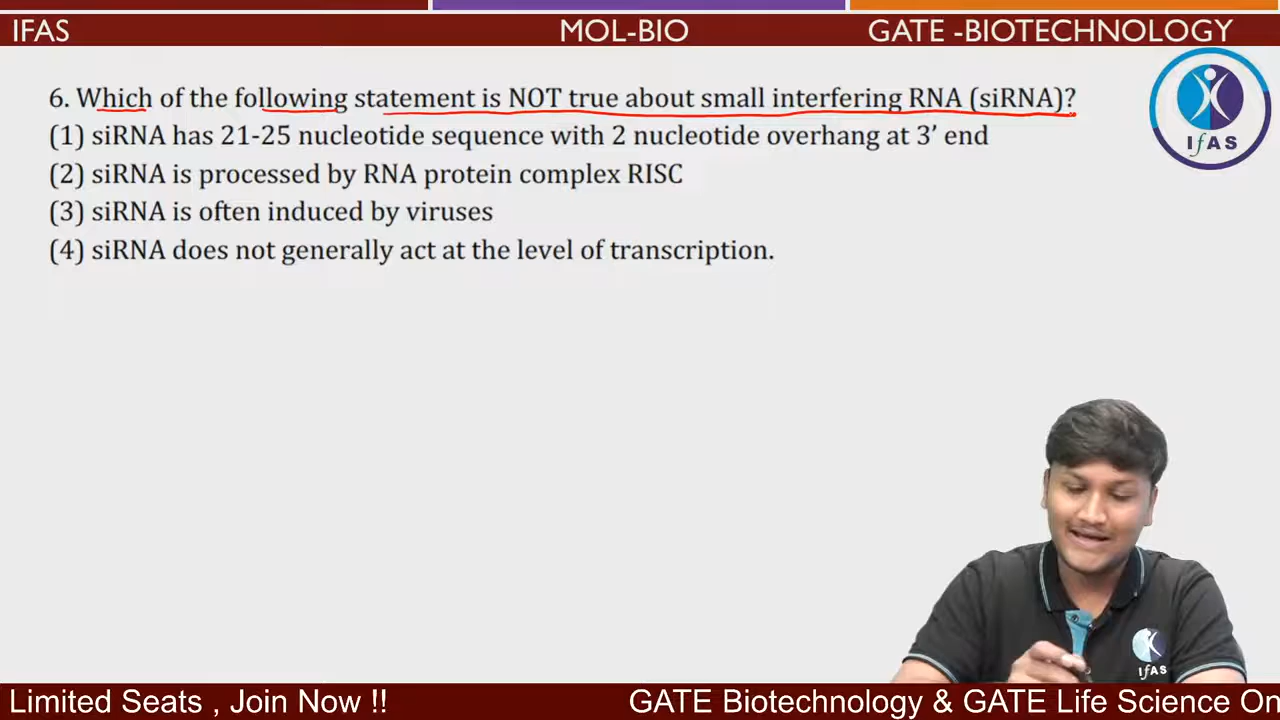 IFAS MOL-BIO GATE -BIOTECHNOLOGY
IfAS
6. Which of the following statement is NOT true about small interfering RNA (siRNA)?
(1) siRNA has 21-25 nucleotide sequence with 2 nucleotide overhang at 3’ end
(2) siRNA is processed by RNA protein complex RISC
(3) siRNA is often induced by viruses
(4) siRNA does not generally act at the level of transcription.
IfAS
Limited Seats , Join Now !! GATE Biotechnology & GATE Life Science On